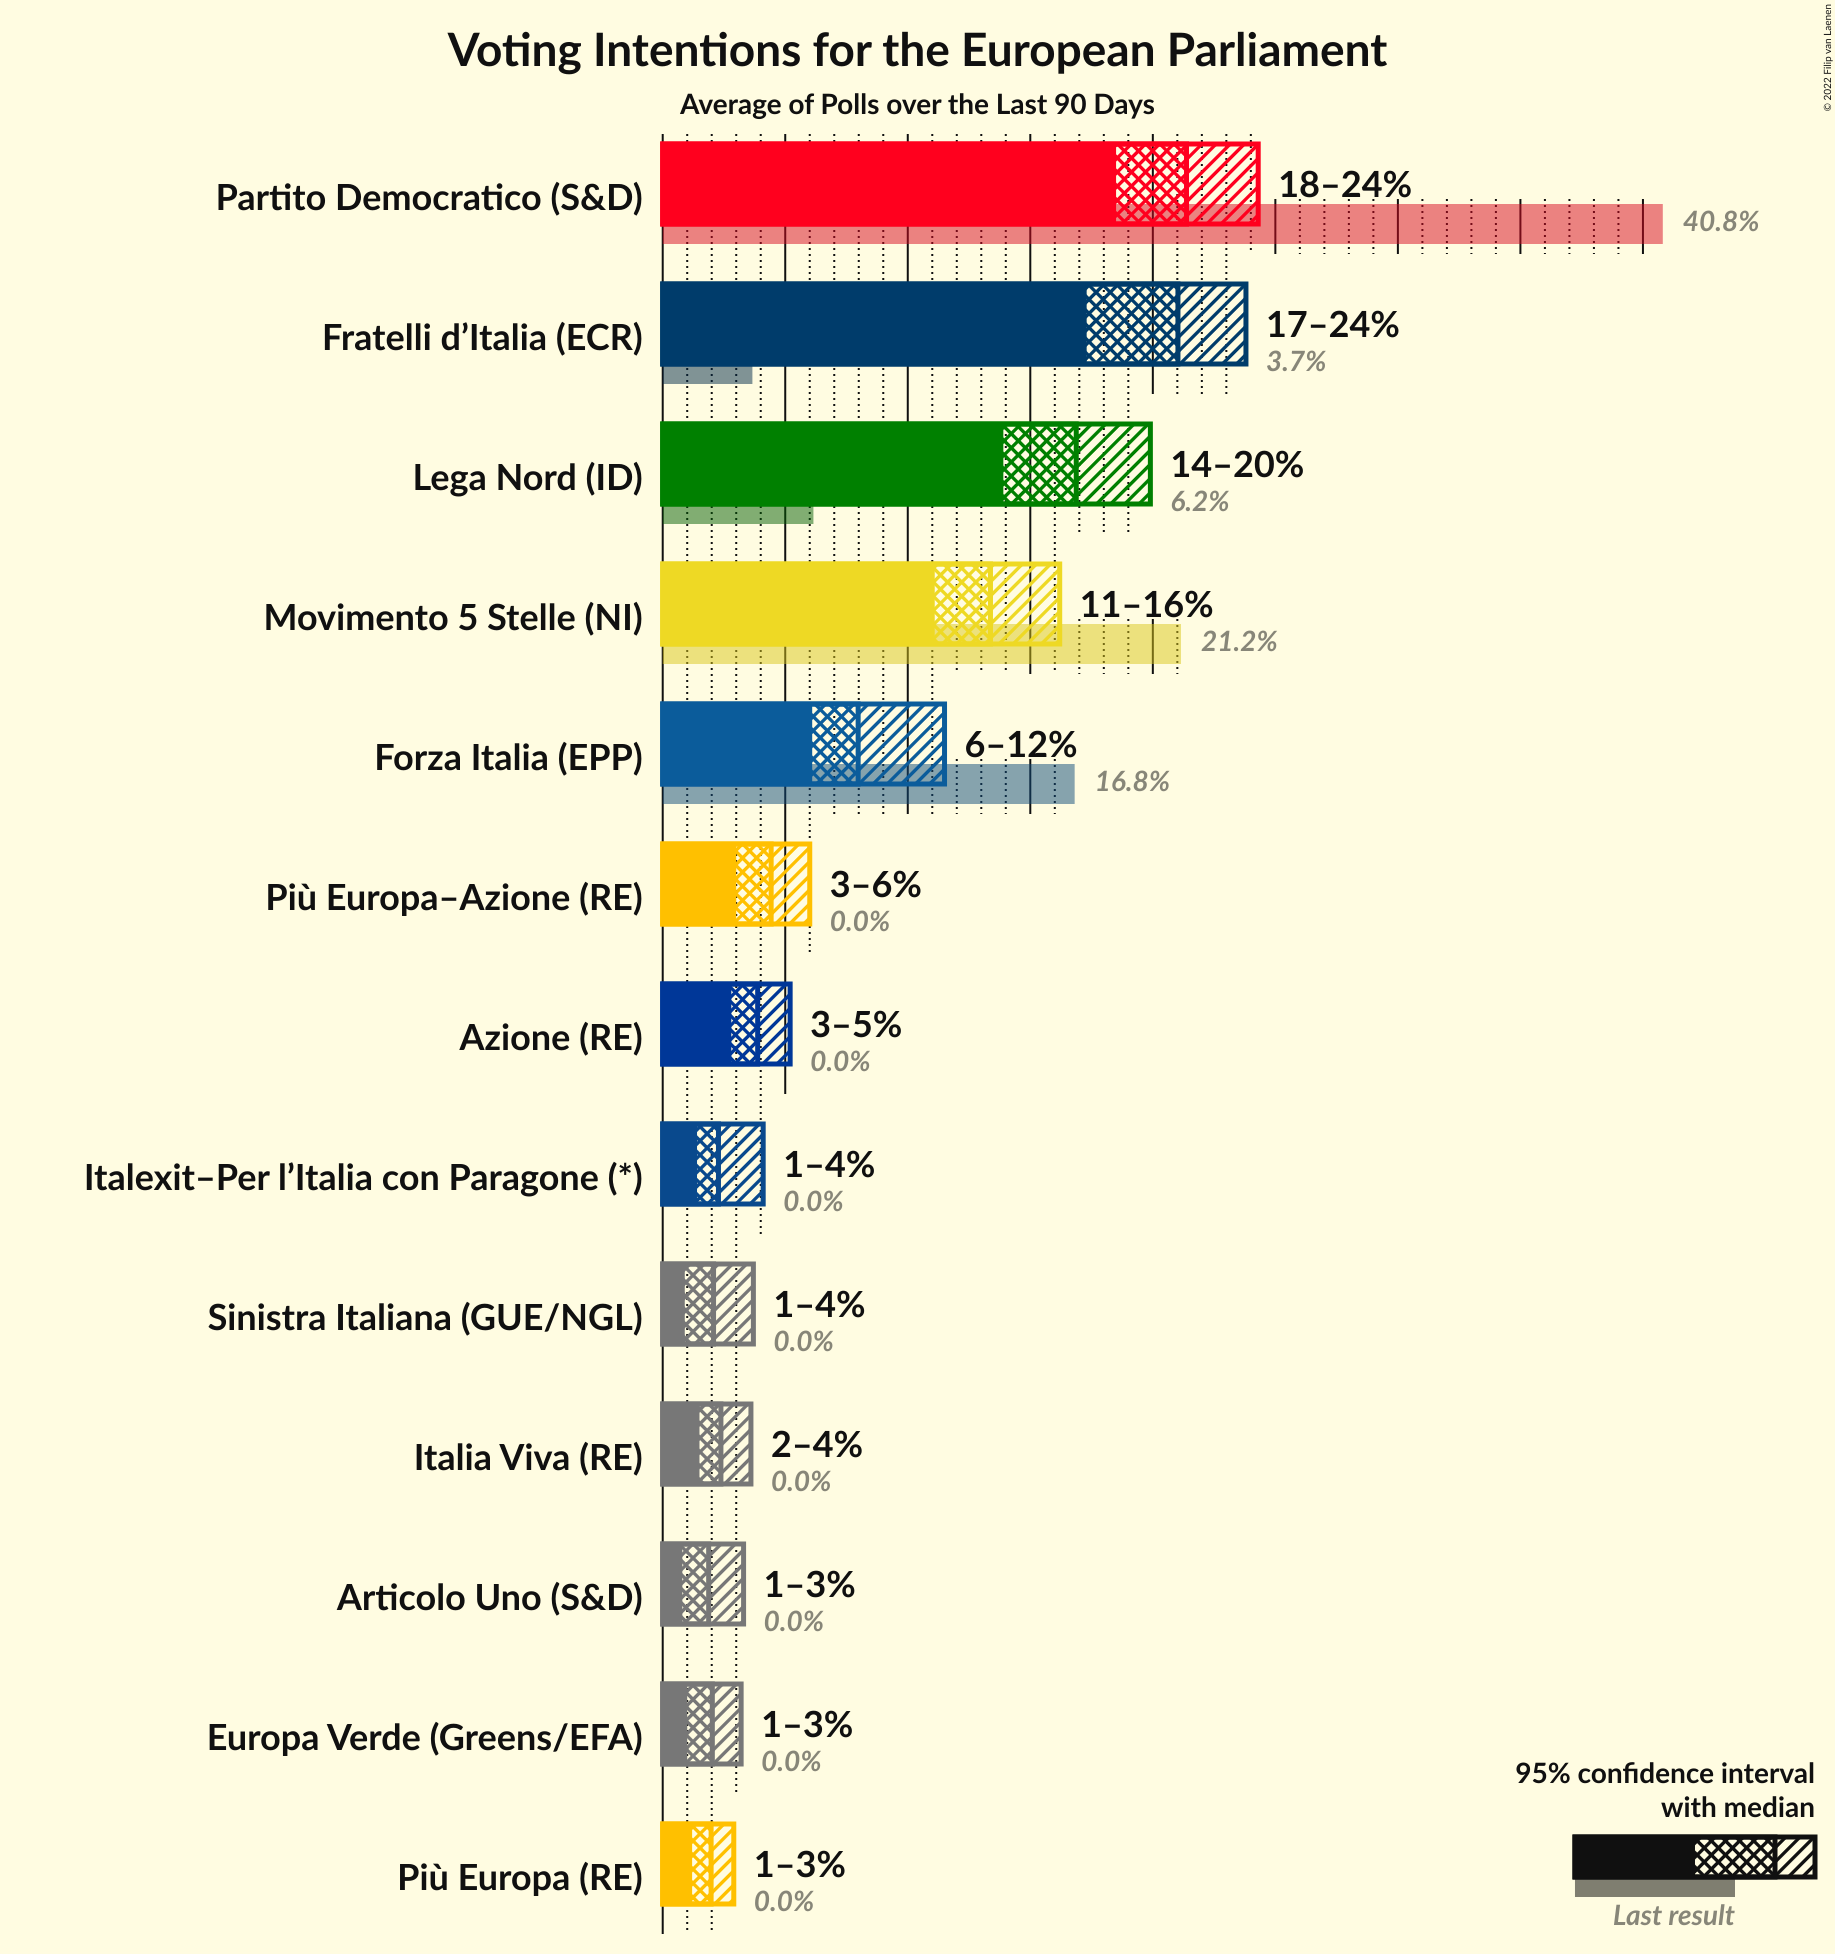 Voting Intentions for the European Parliament
Average of Polls over the Last 90 Days
© 2022 Filip van Laenen
Partito Democratico (S&D)
18–24%
40.8%
Fratelli d’Italia (ECR)
17–24%
3.7%
Lega Nord (ID)
14–20%
6.2%
Movimento 5 Stelle (NI)
11–16%
21.2%
Forza Italia (EPP)
6–12%
16.8%
Più Europa–Azione (RE)
3–6%
0.0%
Azione (RE)
3–5%
0.0%
Italexit–Per l’Italia con Paragone (*)
1–4%
0.0%
Sinistra Italiana (GUE/NGL)
1–4%
0.0%
Italia Viva (RE)
2–4%
0.0%
Articolo Uno (S&D)
1–3%
0.0%
Europa Verde (Greens/EFA)
1–3%
0.0%
Più Europa (RE)
1–3%
0.0%
95% confidence interval
with median
Last result